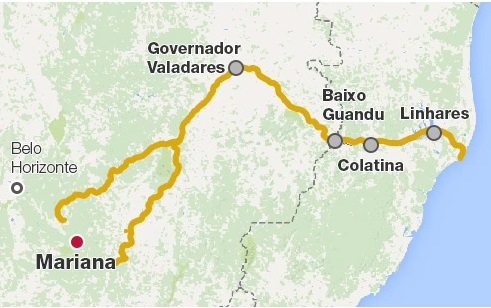 Governador
Valadares
Baixo
Guandu
Linhares
Belo
Horizonte
Colatina
Mariana